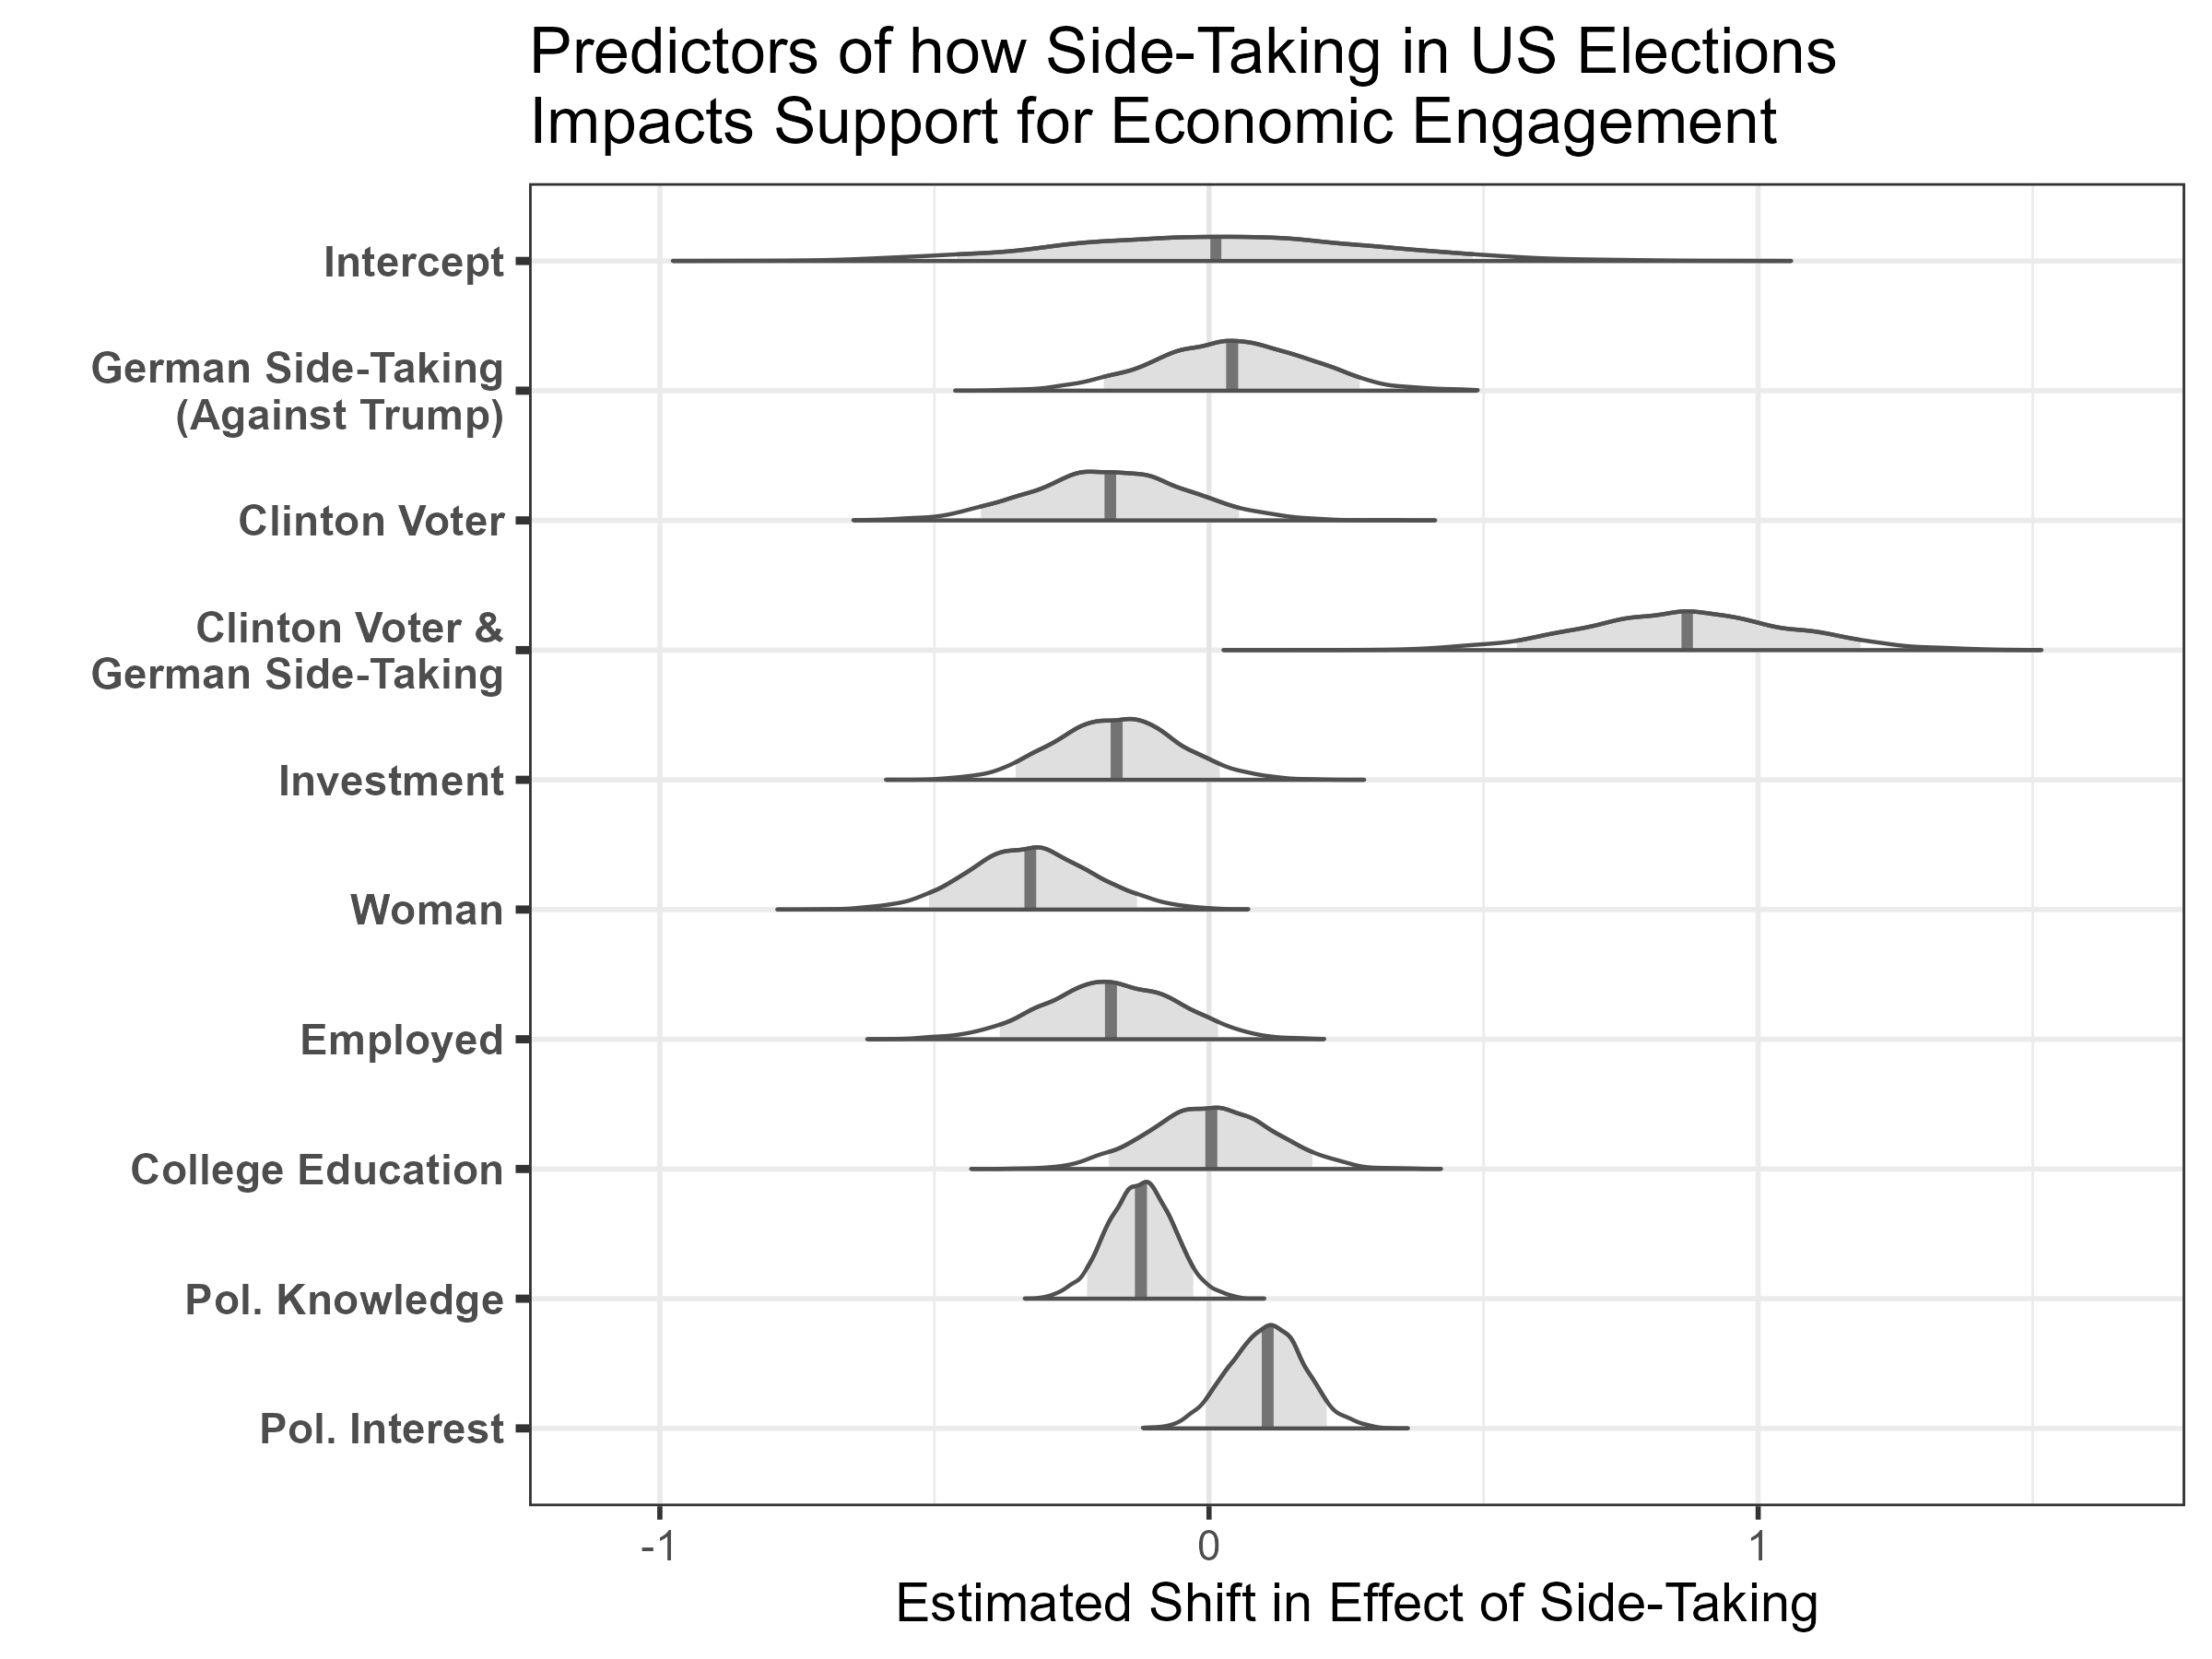 Predictors of how Side-Taking in US Elections
Impacts Support for Economic Engagement
Intercept
German Side-Taking
(Against Trump)
Clinton Voter
Clinton Voter &
German Side-Taking
Investment
Woman
Employed
College Education
Pol. Knowledge
Pol. Interest
-1
0
1
Estimated Shift in Effect of Side-Taking